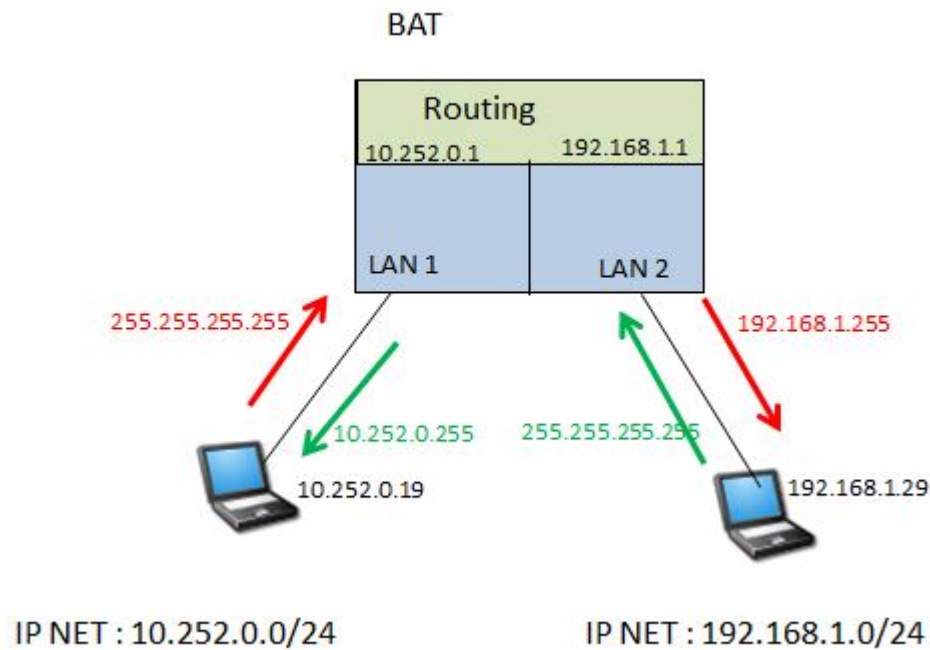 BAT
Routing
10.252.0.1
192.168.1.1
LAN 1
LAN 2
255.255.255.255
192.168.1.255
10.252.0.255
255.255.255.255
10.252.0.19
192.168.1.29
IP NET : 10.252.0.0/24
IP NET : 192.168.1.0/24